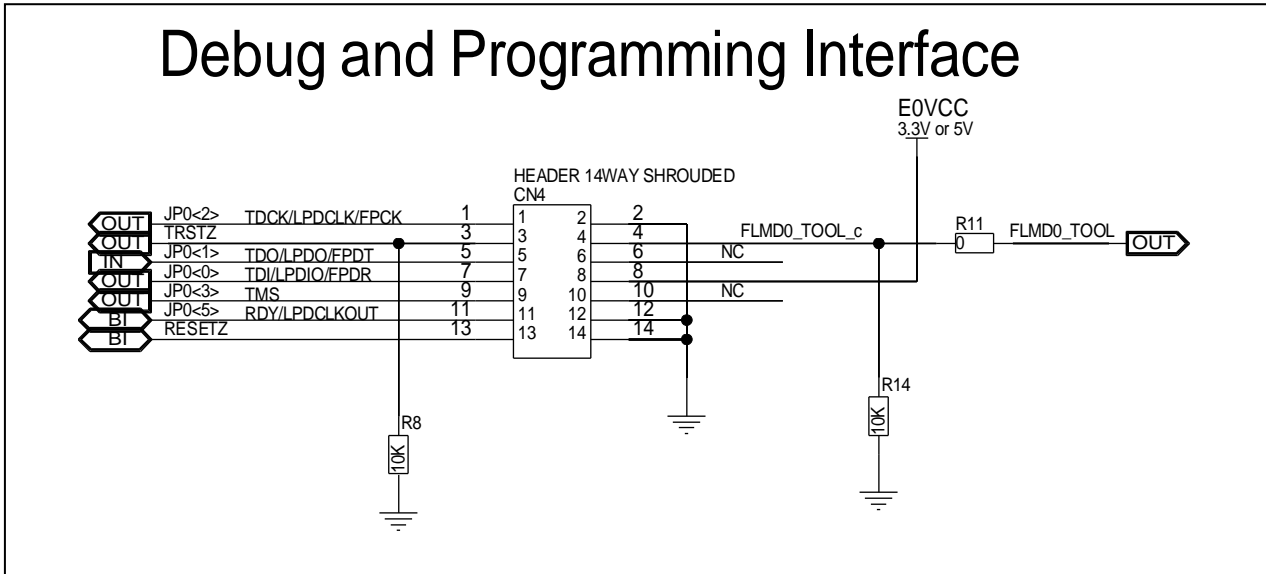 Debug and Programming Interface
E0VCC
3.3V or 5V
HEADER 14WAY SHROUDED
CN4
OUT JP0<2> TDCK/LPDCLK/FPCK 1 1 2 2
OUT TRSTZ 3 3 4 4 FLMD0_TOOL_c R11 0 FLMD0_TOOL OUT
IN JP0<1> TDO/LPDO/FPDT 5 5 6 6 NC
OUT JP0<0> TDI/LPDIO/FPDR 7 7 8 8
OUT JP0<3> TMS 9 9 10 10 NC
BI JP0<5> RDY/LPDCLKOUT 11 11 12 12
BI RESETZ 13 13 14 14
R14
10K
R8
10K